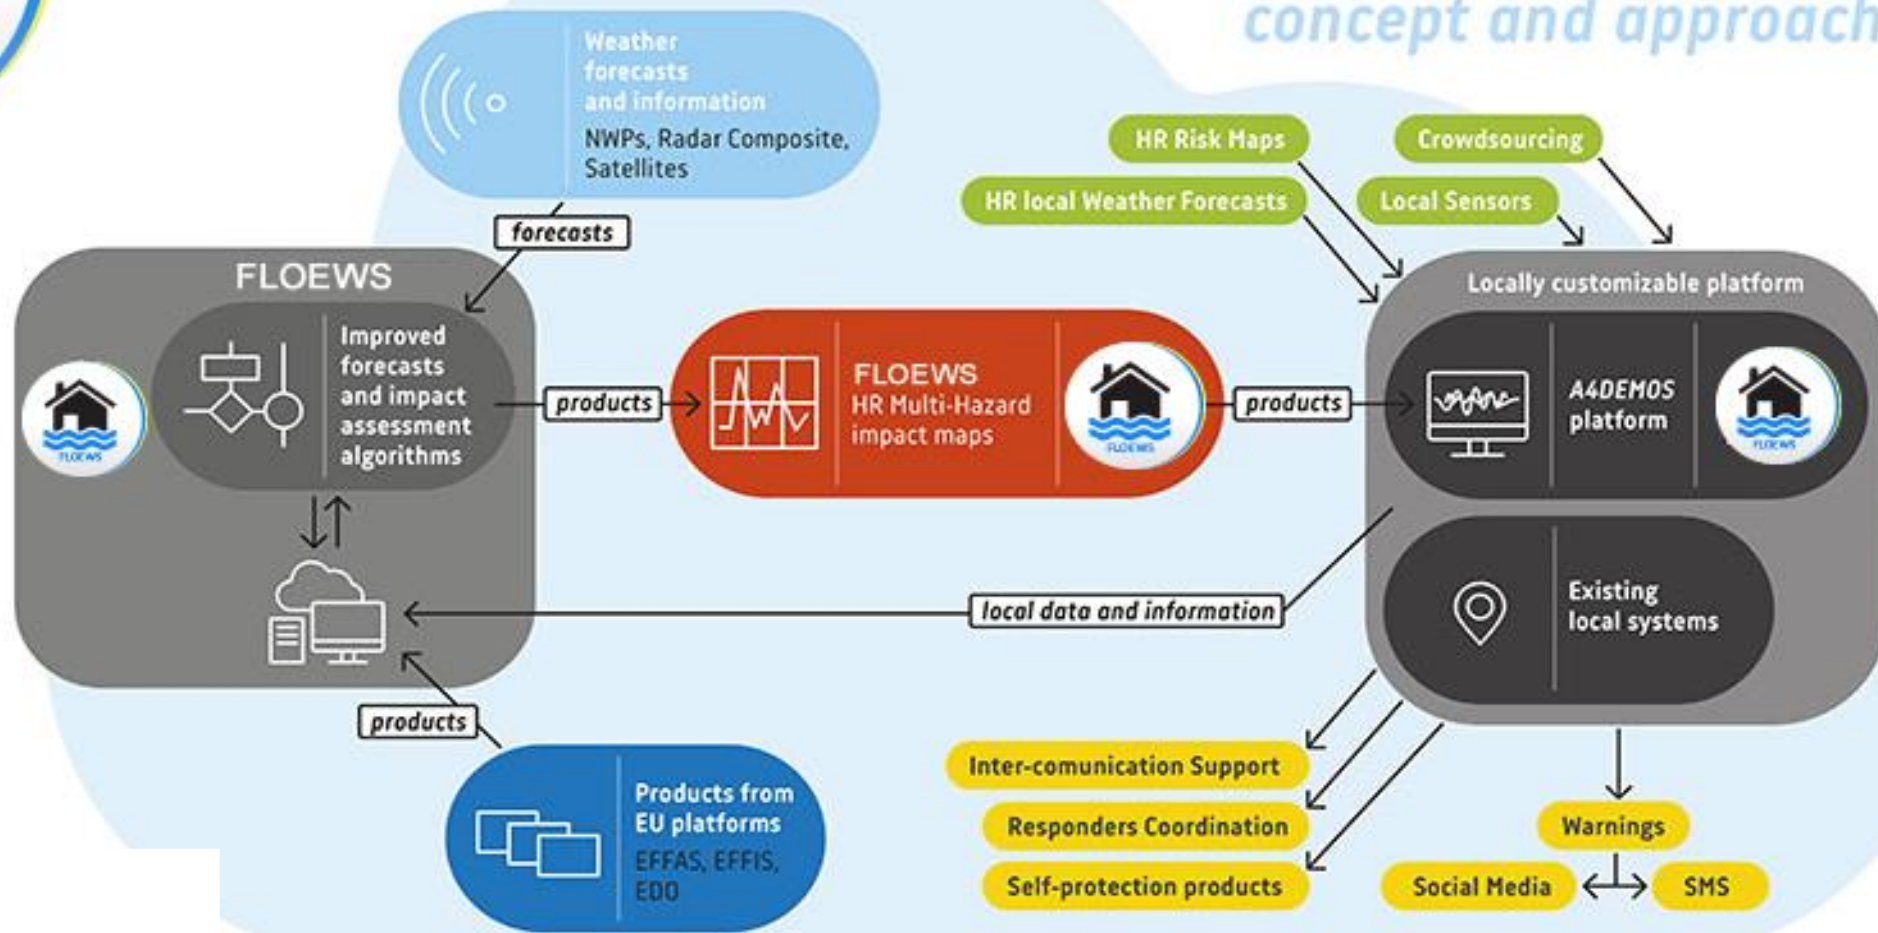 concept and approach
Weather
forecasts
and information
NWPs, Radar Composite,
Satellites
forecasts
HR Risk Maps
Crowdsourcing
HR local Weather Forecasts
Local Sensors
FLOEWS
Improved
forecasts
and impact
assessment
algorithms
FLOEWS
products
FLOEWS
HR Multi-Hazard
impact maps
FLOEWS
products
Locally customizable platform
A4DEMOS
platform
FLOEWS
Existing
local systems
local data and information
products
Products from
EU platforms
EFFAS, EFFIS,
EDO
Inter-comunication Support
Responders Coordination
Self-protection products
Warnings
Social Media
SMS